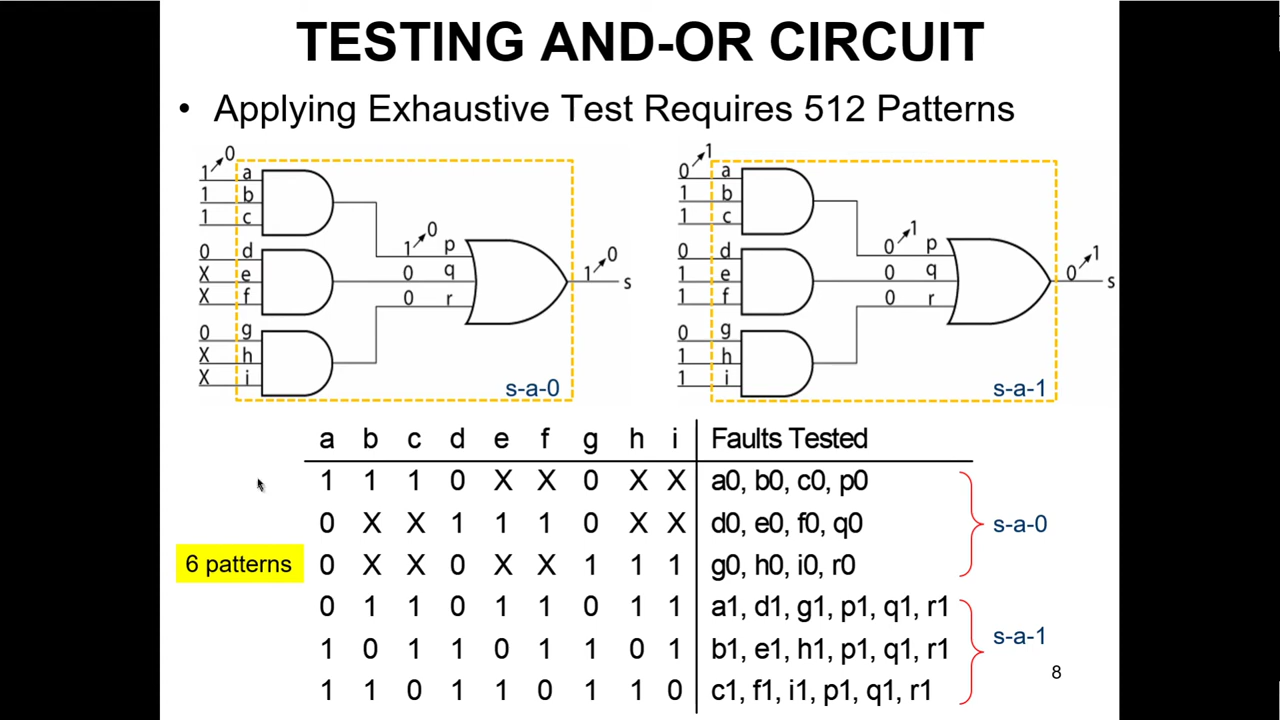 TESTING AND-OR CIRCUIT
• Applying Exhaustive Test Requires 512 Patterns
1 0 a
1 b
1 c
0 d
X e
X f
0 g
X h
X i
1 0 p
0 q
0 r
1 0 s
s-a-0
0 1 a
1 b
1 c
0 d
1 e
1 f
0 g
1 h
1 i
0 1 p
0 q
0 r
0 1 s
s-a-1
a b c d e f g h i Faults Tested
1 1 1 0 X X 0 X X a0, b0, c0, p0
0 X X 1 1 1 0 X X d0, e0, f0, q0
s-a-0
6 patterns
0 X X 0 X X 1 1 1 g0, h0, i0, r0
0 1 1 0 1 1 0 1 1 a1, d1, g1, p1, q1, r1
s-a-1
1 0 1 1 0 1 1 0 1 b1, e1, h1, p1, q1, r1
1 1 0 1 1 0 1 1 0 c1, f1, i1, p1, q1, r1
8